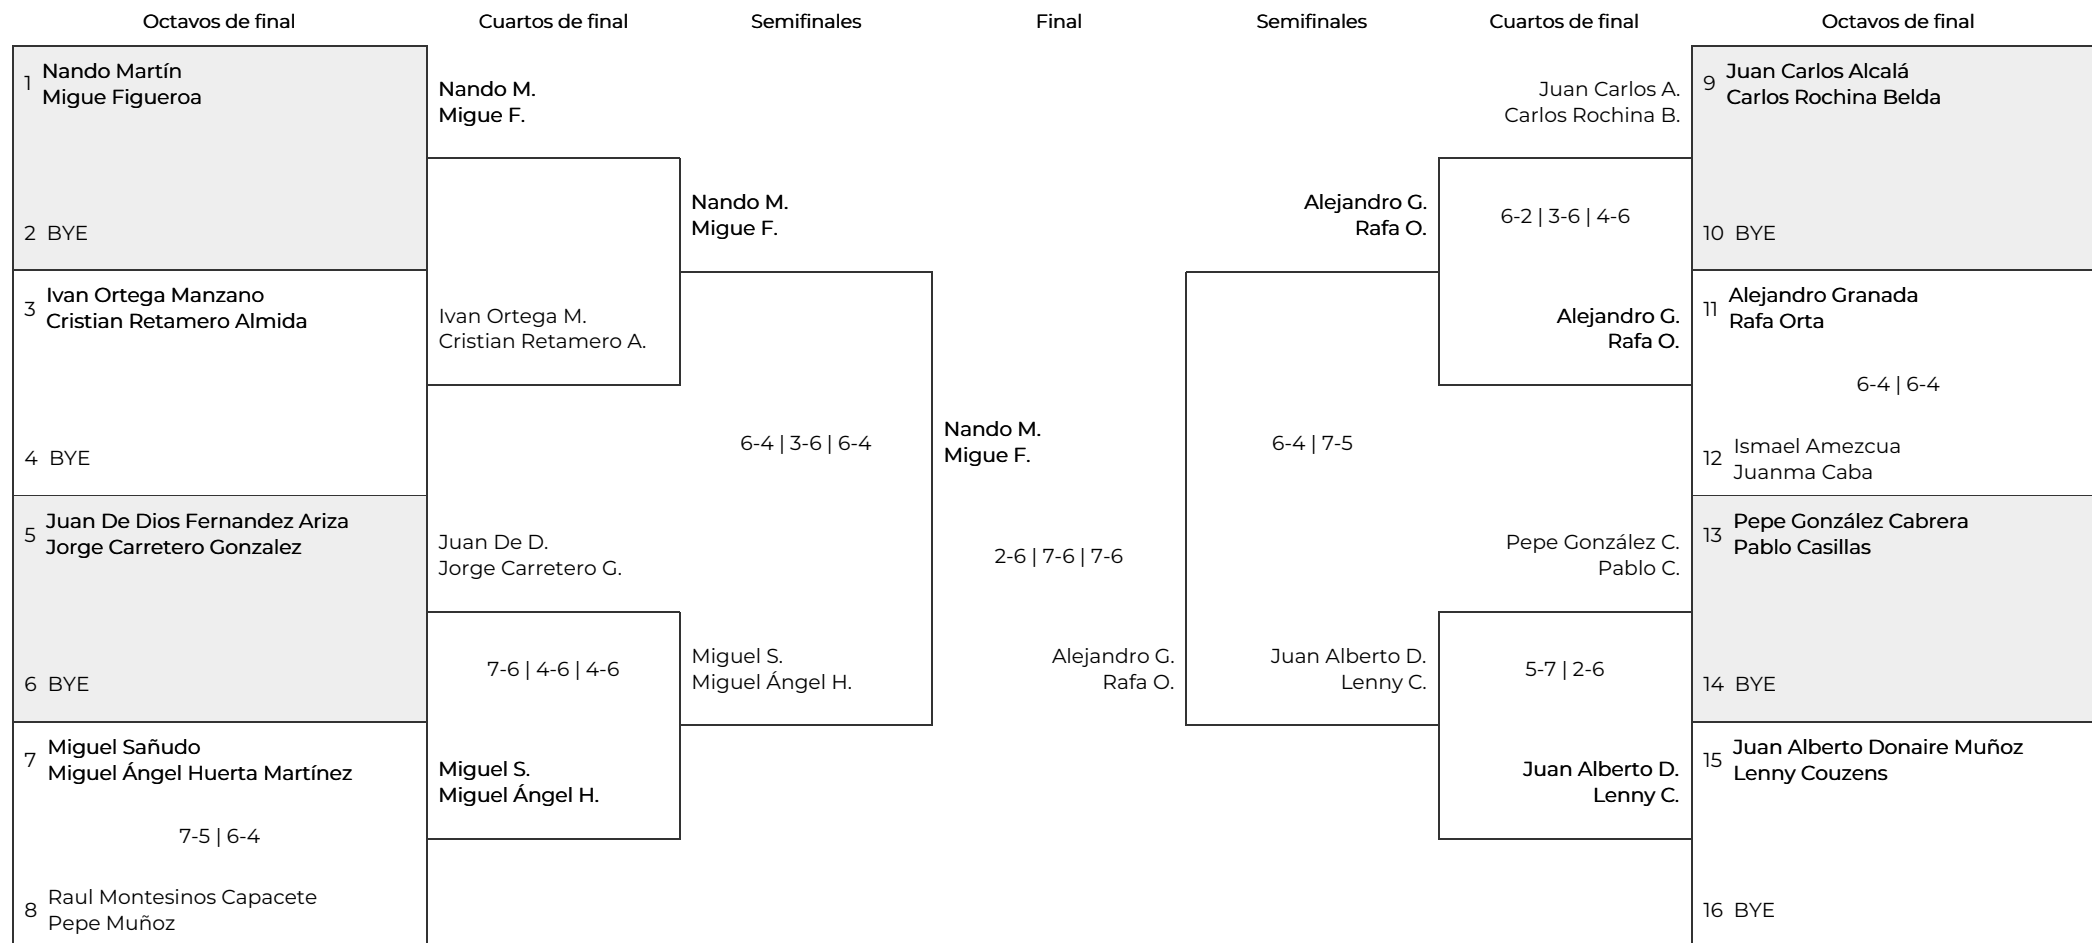 Octavos de final
Cuartos de final
Semifinales
Final
Semifinales
Cuartos de final
Octavos de final
1 Nando Martín
Migue Figueroa
2 BYE
3 Ivan Ortega Manzano
Cristian Retamero Almida
4 BYE
5 Juan De Dios Fernandez Ariza
Jorge Carretero Gonzalez
6 BYE
7 Miguel Sañudo
Miguel Ángel Huerta Martínez
7-5 | 6-4
8 Raul Montesinos Capacete
Pepe Muñoz
Nando M.
Migue F.
Ivan Ortega M.
Cristian Retamero A.
Juan De D.
Jorge Carretero G.
7-6 | 4-6 | 4-6
Miguel S.
Miguel Ángel H.
Nando M.
Migue F.
6-4 | 3-6 | 6-4
Miguel S.
Miguel Ángel H.
Nando M.
Migue F.
2-6 | 7-6 | 7-6
Alejandro G.
Rafa O.
Alejandro G.
Rafa O.
6-4 | 7-5
Juan Alberto D.
Lenny C.
Juan Carlos A.
Carlos Rochina B.
6-2 | 3-6 | 4-6
Alejandro G.
Rafa O.
Pepe González C.
Pablo C.
5-7 | 2-6
Juan Alberto D.
Lenny C.
9 Juan Carlos Alcalá
Carlos Rochina Belda
10 BYE
11 Alejandro Granada
Rafa Orta
6-4 | 6-4
12 Ismael Amezcua
Juanma Caba
13 Pepe González Cabrera
Pablo Casillas
14 BYE
15 Juan Alberto Donaire Muñoz
Lenny Couzens
16 BYE